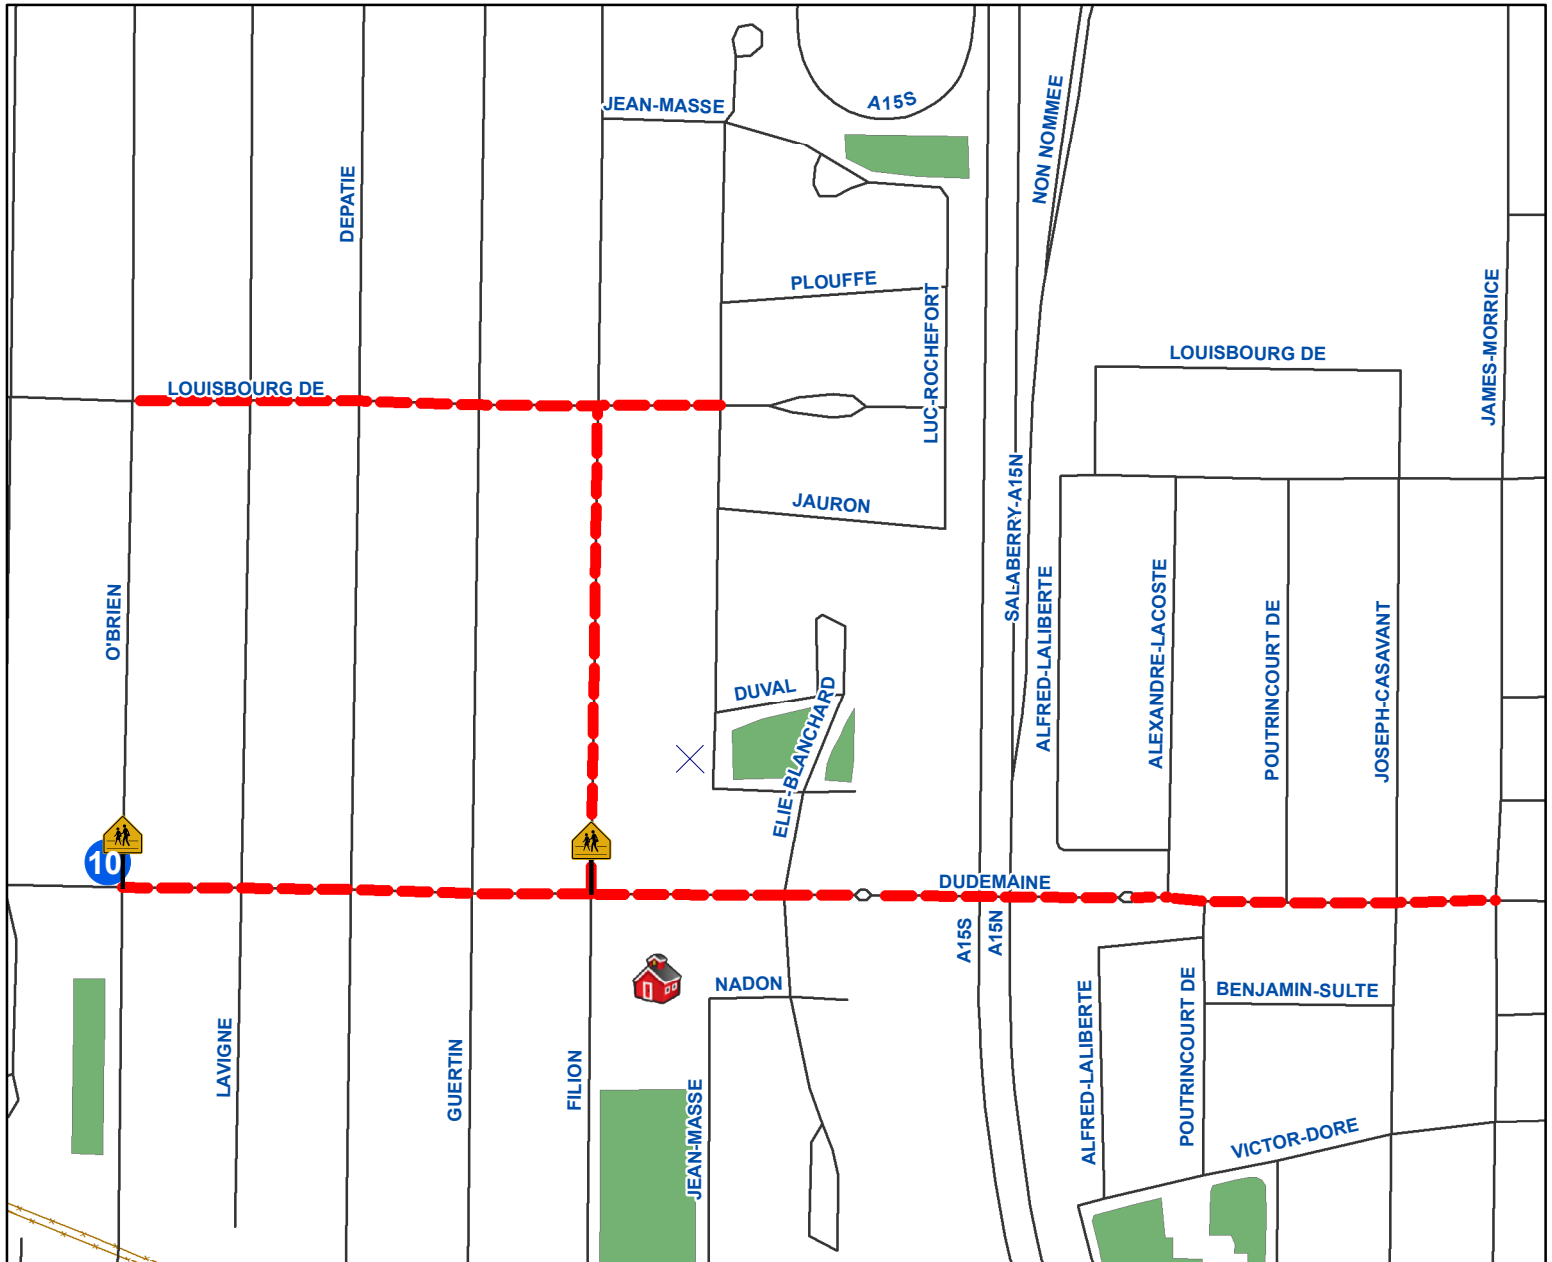 JEAN-MASSE
A15S
NON NOMMEE
DEPATIE
PLOUFFE
LUC-ROCHEFORT
JAMES-MORRICE
LOUISBOURG DE
LOUISBOURG DE
JAURON
SALABERRY-A15N
O'BRIEN
ALFRED-LALIBERTE
ALEXANDRE-LACOSTE
POUTRINCOURT DE
JOSEPH-CASAVANT
DUVAL
ELIE-BLANCHARD
10
DUDEMAINE
A15S
A15N
NADON
BENJAMIN-SULTE
LAVIGNE
GUERTIN
FILION
JEAN-MASSE
ALFRED-LALIBERTE
POUTRINCOURT DE
VICTOR-DORE